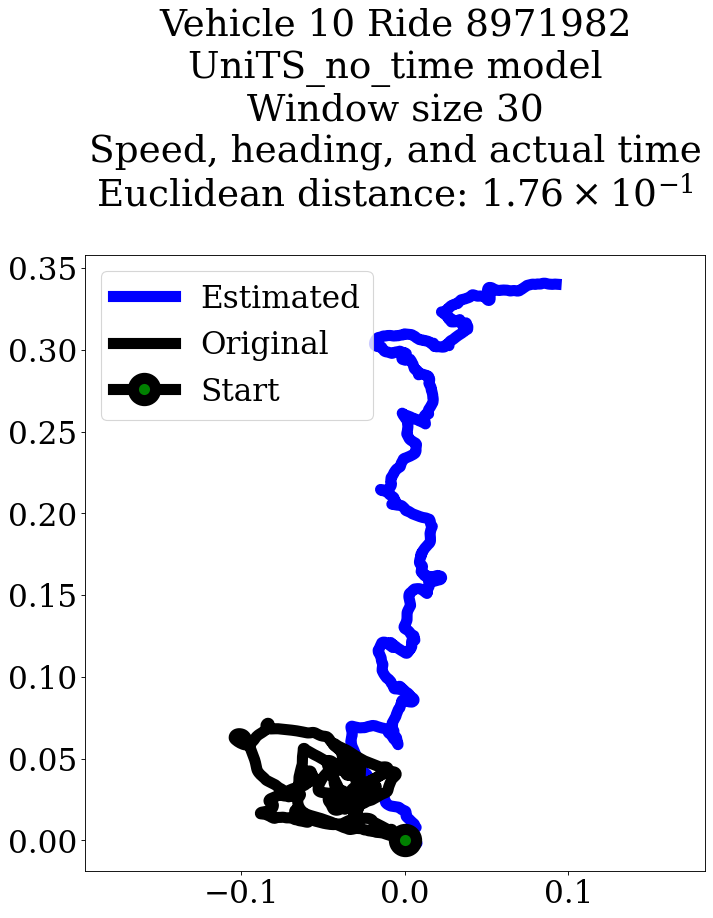 Vehicle 10 Ride 8971982
UniTS_no_time model
Window size 30
Speed, heading, and actual time
Euclidean distance: 1.76 × 10⁻¹
Estimated
Original
Start
0.35
0.30
0.25
0.20
0.15
0.10
0.05
0.00
−0.1
0.0
0.1